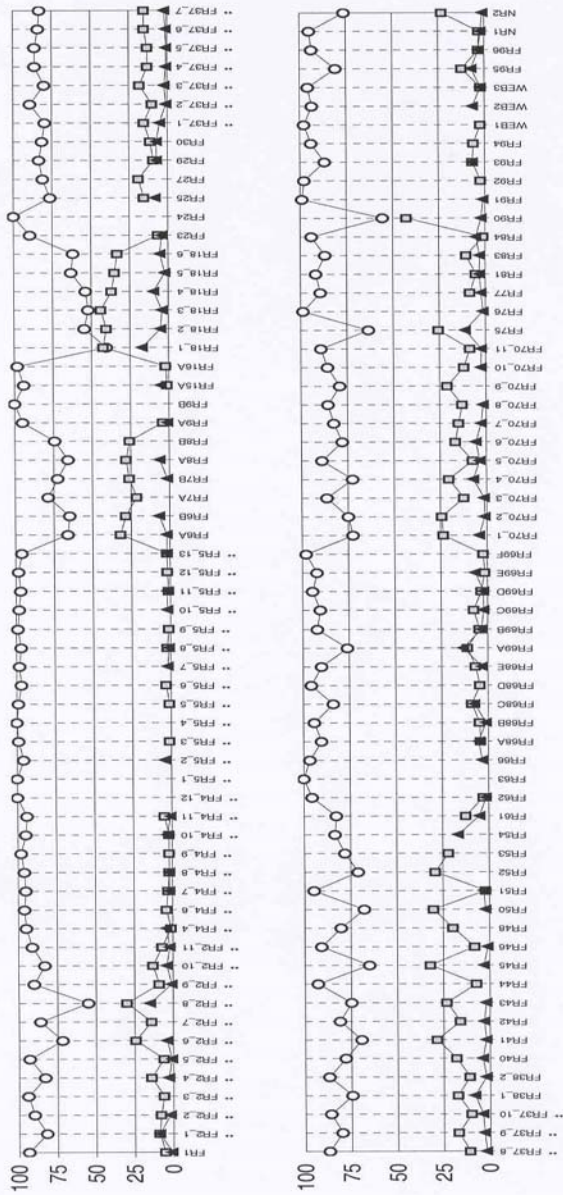 100
75
50
25
0
FR1
FR2_1 **
FR2_2 **
FR2_3 **
FR2_4 **
FR2_5 **
FR2_6 **
FR2_7 **
FR2_8 **
FR2_9 **
FR2_10 **
FR2_11 **
FR4_4 **
FR4_6 **
FR4_7 **
FR4_8 **
FR4_9 **
FR4_10 **
FR4_11 **
FR4_12 **
FR5_1 **
FR5_2 **
FR5_3 **
FR5_4 **
FR5_5 **
FR5_6 **
FR5_7 **
FR5_8 **
FR5_9 **
FR5_10 **
FR5_11 **
FR5_12 **
FR5_13 **
FR6A
FR6B
FR7A
FR7B
FR8A
FR8B
FR9A
FR9B
FR15A
FR16A
FR18_1
FR18_2
FR18_3
FR18_4
FR18_5
FR18_6
FR23
FR24
FR25
FR27
FR29
FR30
FR37_1 **
FR37_2 **
FR37_3 **
FR37_4 **
FR37_5 **
FR37_6 **
FR37_7 **
100
75
50
25
0
FR37_8 **
FR37_9 **
FR37_10 **
FR38_1
FR38_2
FR40
FR41
FR42
FR43
FR44
FR45
FR46
FR48
FR50
FR51
FR52
FR53
FR54
FR61
FR62
FR63
FR66
FR68A
FR68B
FR68C
FR68D
FR68E
FR69A
FR69B
FR69C
FR69D
FR69E
FR69F
FR70_1
FR70_2
FR70_3
FR70_4
FR70_5
FR70_6
FR70_7
FR70_8
FR70_9
FR70_10
FR70_11
FR75
FR76
FR77
FR81
FR83
FR84
FR90
FR91
FR92
FR93
FR94
WEB1
WEB2
WEB3
FR95
FR96
NR1
NR2